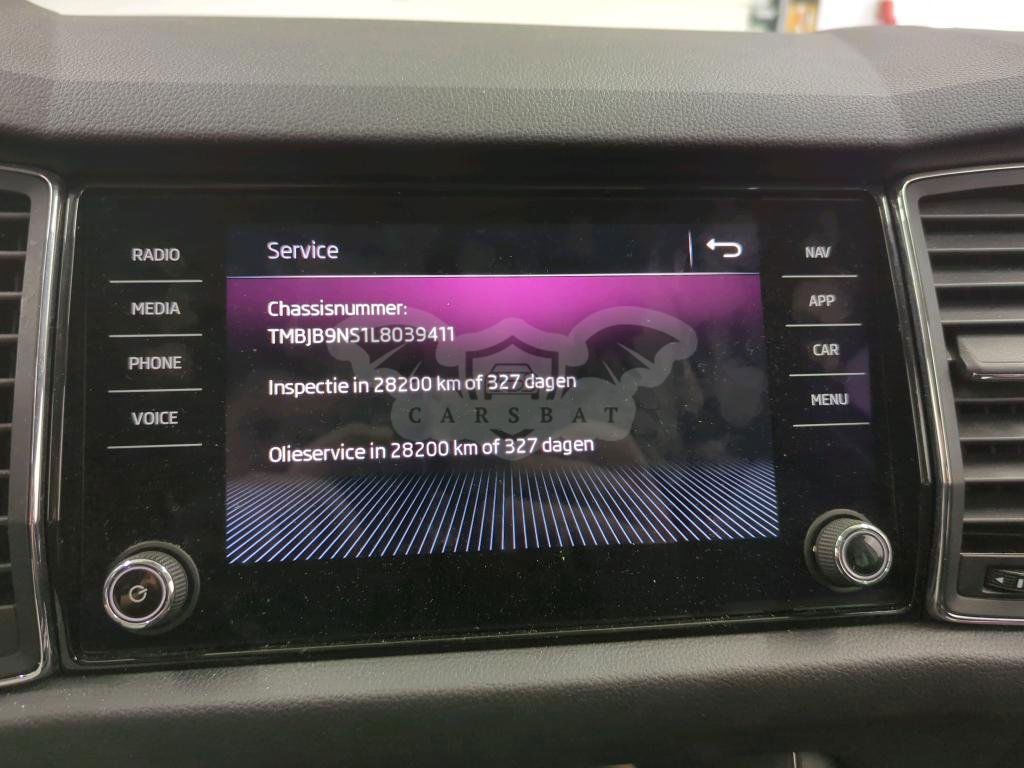 RADIO
MEDIA
PHONE
VOICE
Service
Chassisnummer:
TMBJB9NS1L8039411
Inspectie in 28200 km of 327 dagen
CARSBAT
Olieservice in 28200 km of 327 dagen
NAV
APP
CAR
MENU